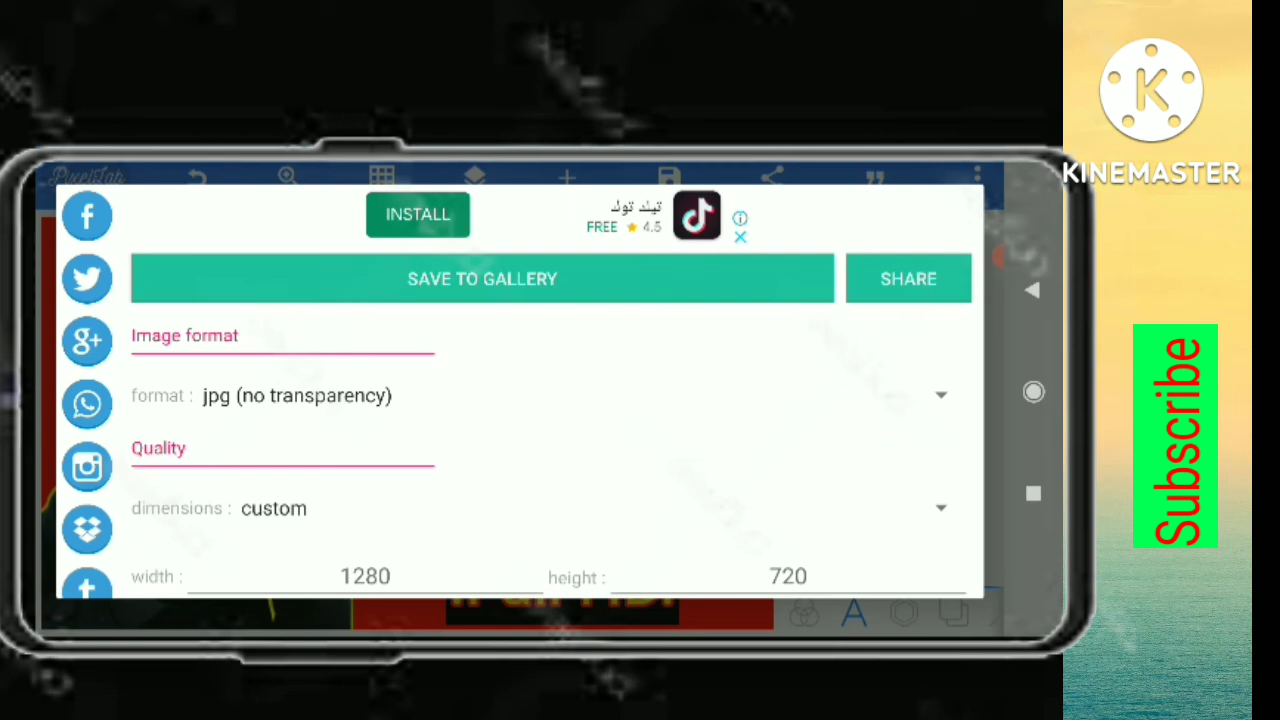 PixelLab
INSTALL
تيك توك
FREE ★ 4.5
SAVE TO GALLERY
SHARE
Image format
format : jpg (no transparency)
Quality
dimensions : custom
width : 1280
height : 720
K
KINEMASTER
Subscribe